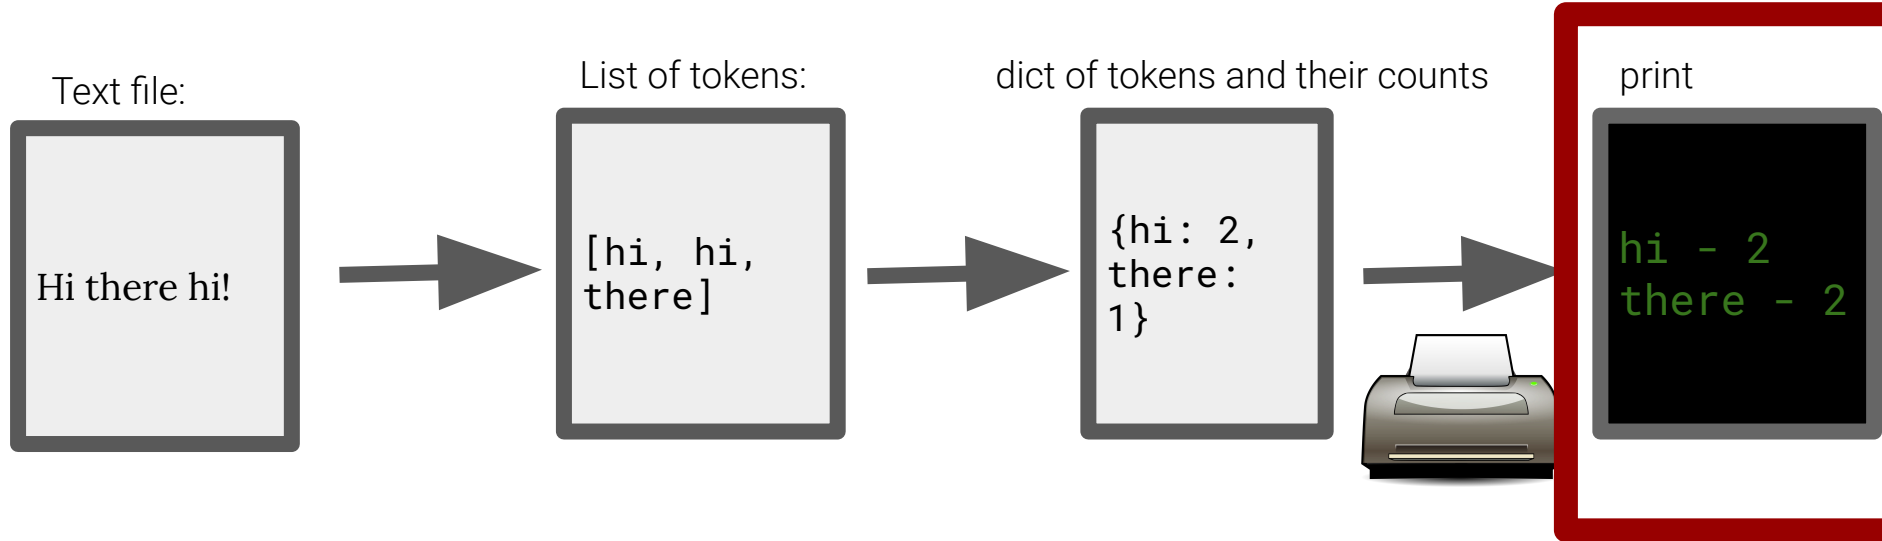 Text file:
Hi there hi!
List of tokens:
[hi, hi,
there]
dict of tokens and their counts
{hi: 2,
there:
1}
print
hi - 2
there - 2